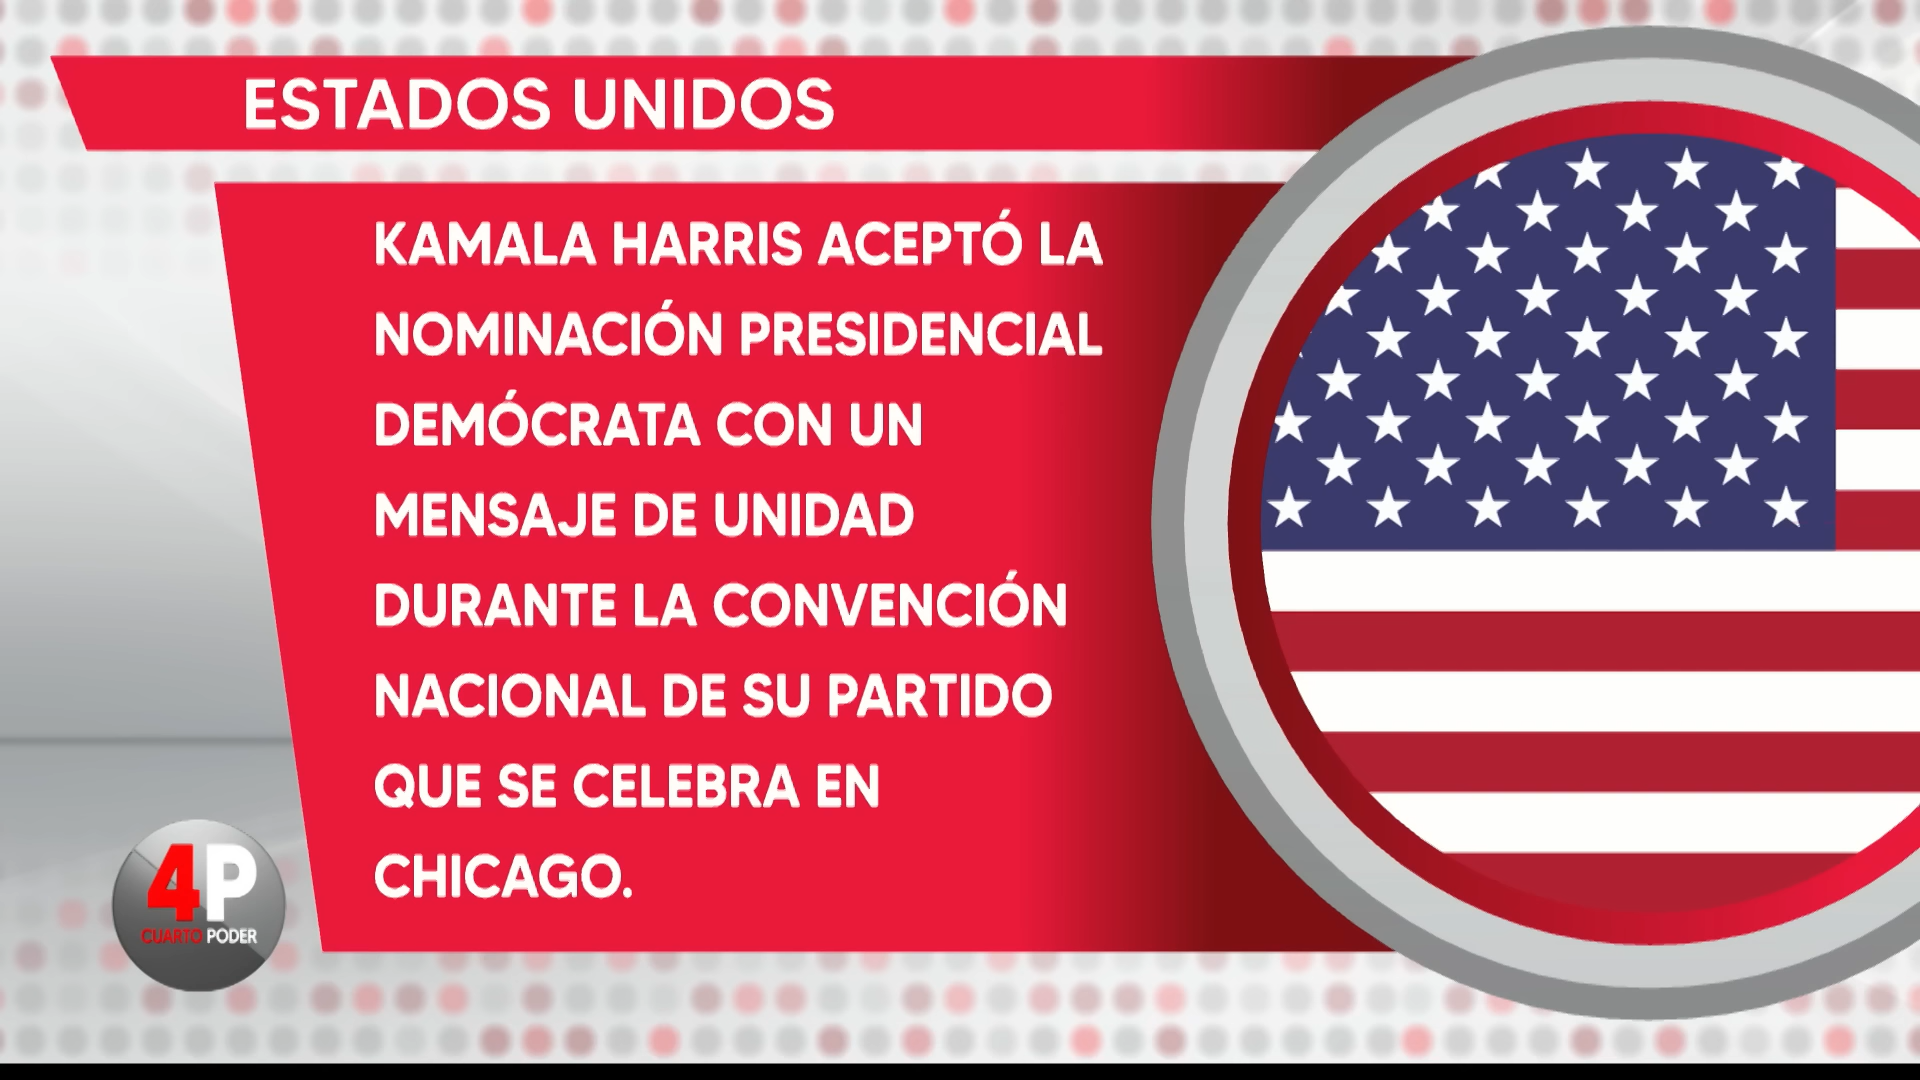 ESTADOS UNIDOS
KAMALA HARRIS ACEPTÓ LA
NOMINACIÓN PRESIDENCIAL
DEMÓCRATA CON UN
MENSAJE DE UNIDAD
DURANTE LA CONVENCIÓN
NACIONAL DE SU PARTIDO
QUE SE CELEBRA EN
CHICAGO.
4P
CUARTO PODER